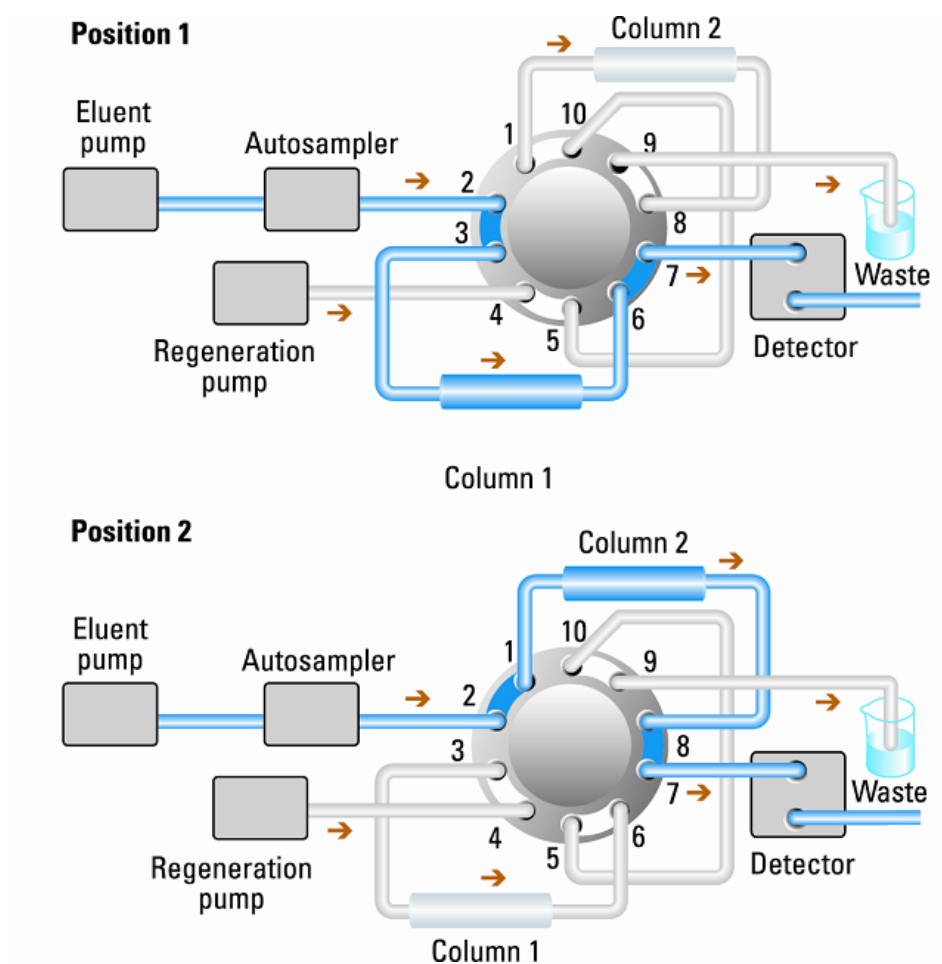 Position 1
Column 2
Eluent
pump
Autosampler
1
10
9
2
3
8
7
4
5
6
Regeneration
pump
Waste
Detector
Column 1
Position 2
Column 2
Eluent
pump
Autosampler
1
10
9
2
3
8
7
4
5
6
Regeneration
pump
Waste
Detector
Column 1